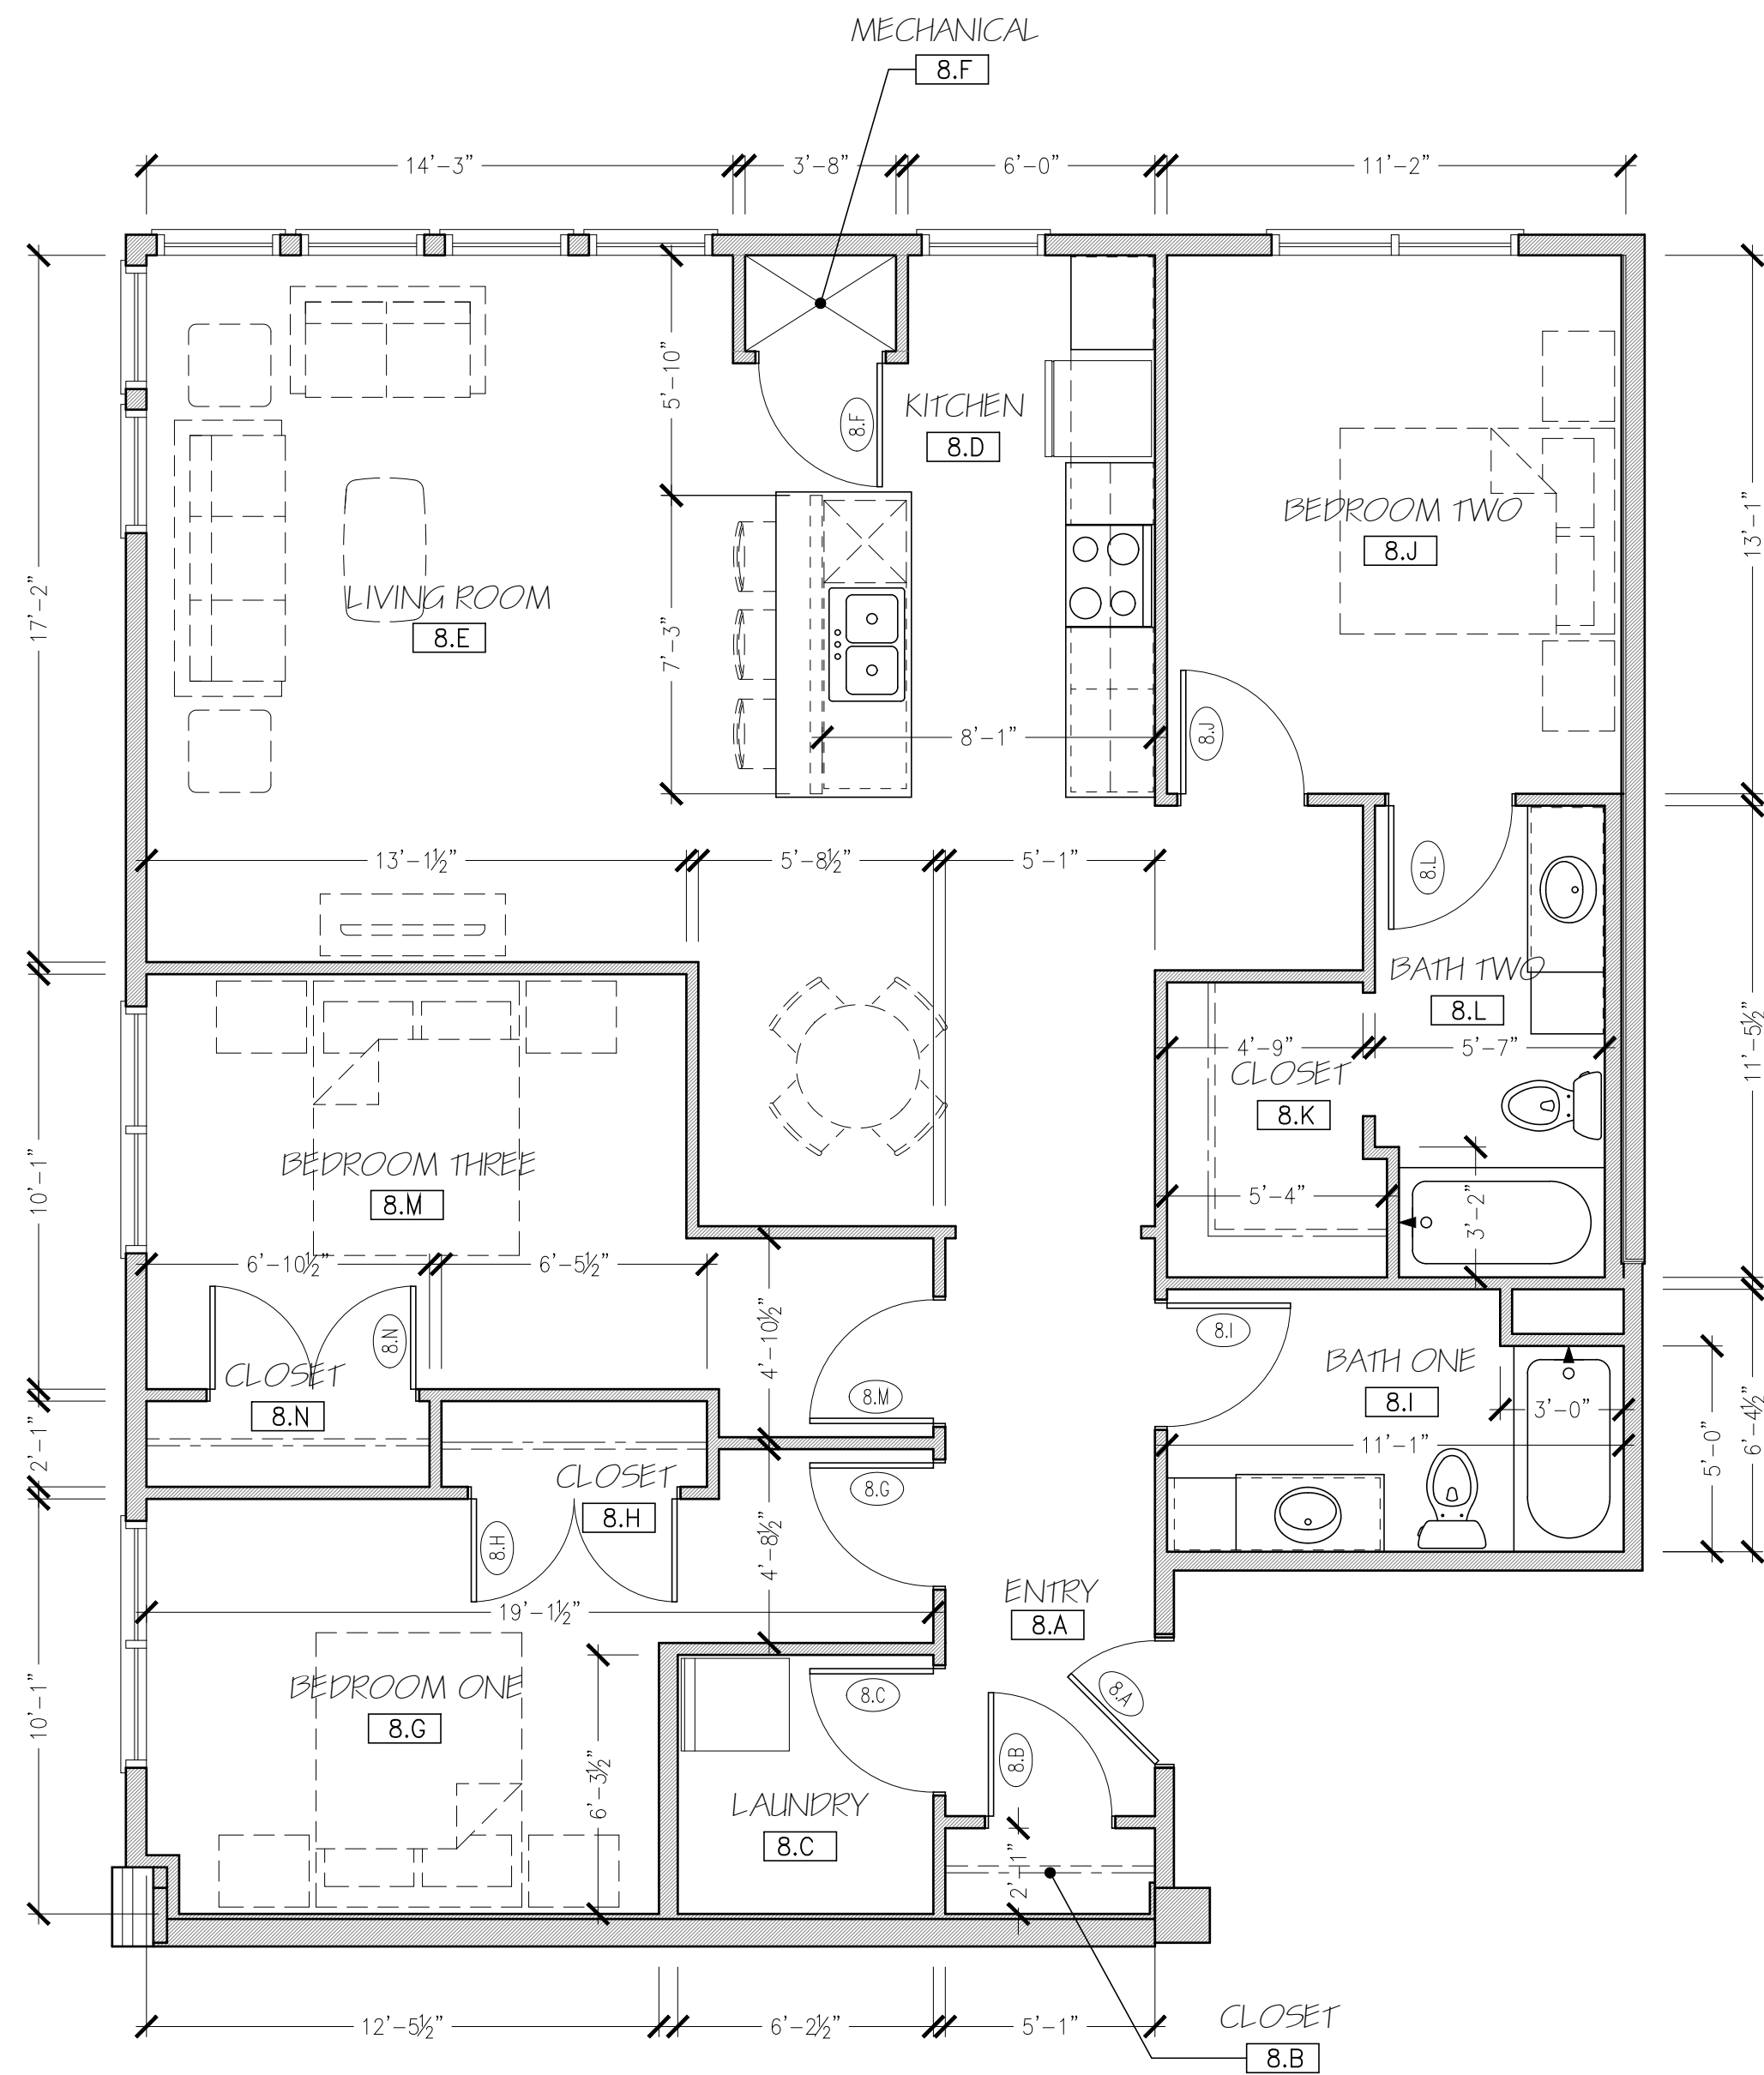 MECHANICAL
8.F
14'-3"
3'-8"
6'-0"
11'-2"
17'-2"
5'-10"
8.F
KITCHEN
8.D
BEDROOM TWO
8.J
13'-1"
LIVING ROOM
8.E
7'-3"
8'-1"
8.J
13'-1½"
5'-8½"
5'-1"
8.L
BATH TWO
8.L
11'-5½"
4'-9"
5'-7"
CLOSET
8.K
BEDROOM THREE
8.M
10'-1"
5'-4"
3'-2"
6'-10½"
6'-5½"
4'-10½"
8.N
8.I
CLOSET
8.N
8.M
BATH ONE
8.I
3'-0"
11'-1"
5'-0"
6'-4½"
2'-1"
CLOSET
8.H
8.G
8.H
4'-8½"
19'-1½"
ENTRY
8.A
BEDROOM ONE
8.G
10'-1"
8.C
8.A
8.B
6'-3½"
LAUNDRY
8.C
2'-1"
12'-5½"
6'-2½"
5'-1"
CLOSET
8.B